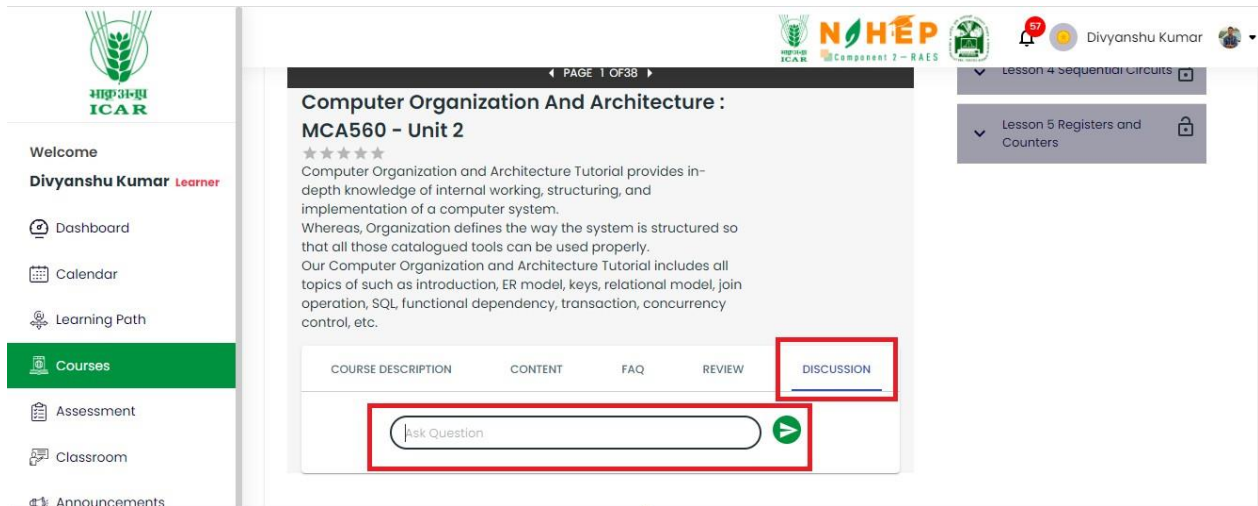 भाकृअनुप
ICAR
ICAR
NAHEP
Component 2 – RAES
57
Divyanshu Kumar
Welcome
Divyanshu Kumar Learner
Dashboard
Calendar
Learning Path
Courses
Assessment
Classroom
Announcements
PAGE 1 OF38
Computer Organization And Architecture :
MCA560 - Unit 2
Computer Organization and Architecture Tutorial provides in-
depth knowledge of internal working, structuring, and
implementation of a computer system.
Whereas, Organization defines the way the system is structured so
that all those catalogued tools can be used properly.
Our Computer Organization and Architecture Tutorial includes all
topics of such as introduction, ER model, keys, relational model, join
operation, SQL, functional dependency, transaction, concurrency
control, etc.
COURSE DESCRIPTION CONTENT FAQ REVIEW DISCUSSION
Ask Question
Lesson 4 Sequential Circuits
Lesson 5 Registers and
Counters